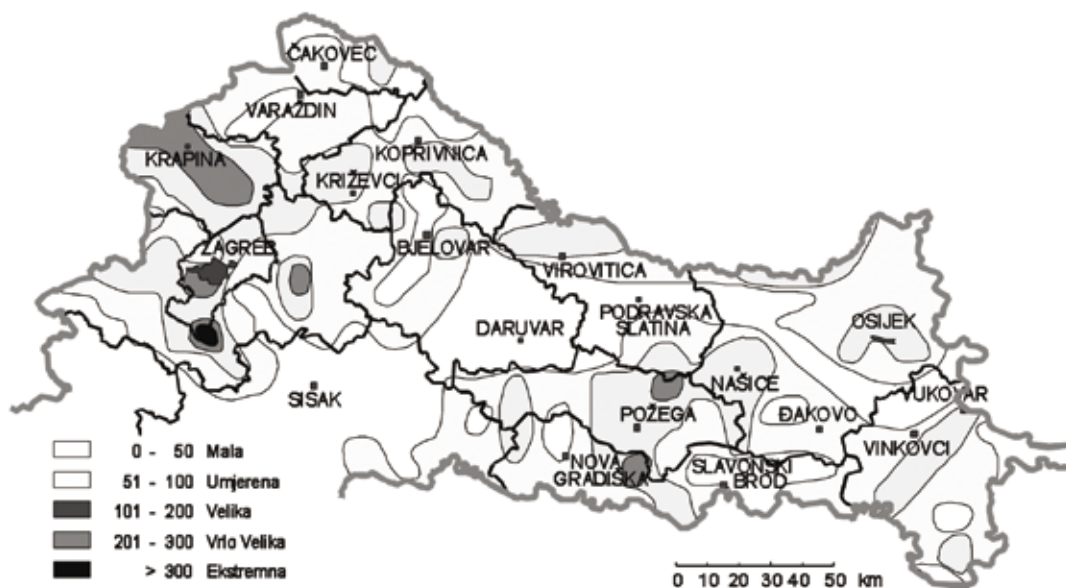 ČAKOVEC
VARAŽDIN
KRAPINA
KOPRIVNICA
KRIŽEVCI
ZAGREB
BJELOVAR
VIROVITICA
PODRAVSKA
SLATINA
DARUVAR
OSIJEK
SISAK
NAŠICE
VUKOVAR
POŽEGA
ĐAKOVO
VINKOVCI
NOVA
GRADIŠKA
SLAVONSKI
BROD
0 - 50 Mala
51 - 100 Umjerena
101 - 200 Velika
201 - 300 Vrlo Velika
> 300 Ekstremna
0 10 20 30 40 50 km